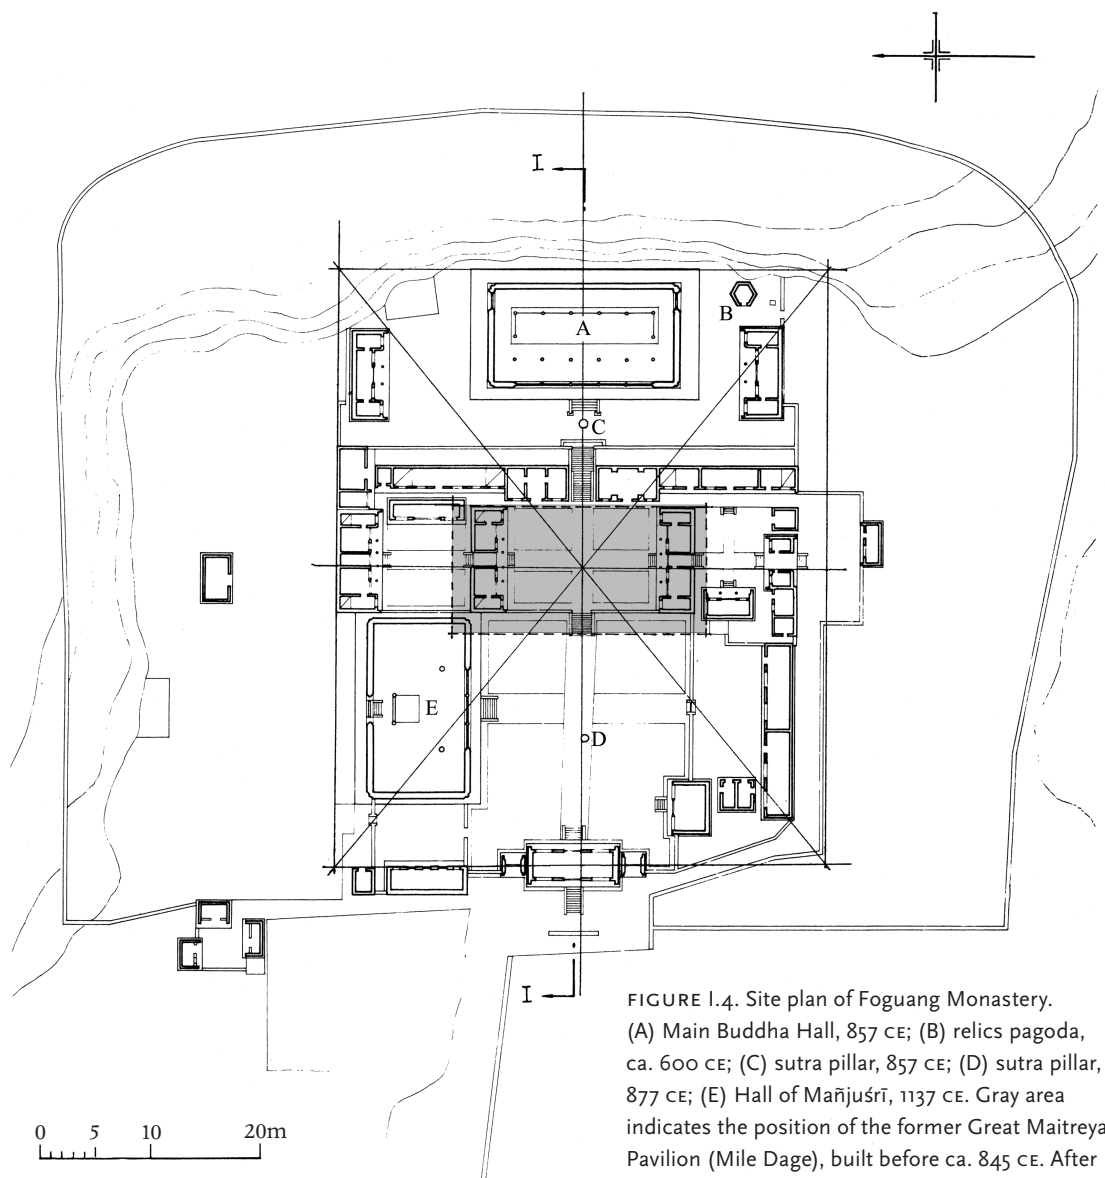 I
A
B
C
E
D
I
0 5 10 20m
FIGURE I.4. Site plan of Foguang Monastery.
(A) Main Buddha Hall, 857 CE; (B) relics pagoda,
ca. 600 CE; (C) sutra pillar, 857 CE; (D) sutra pillar,
877 CE; (E) Hall of Mañjuśrī, 1137 CE. Gray area
indicates the position of the former Great Maitreya
Pavilion (Mile Dage), built before ca. 845 CE. After